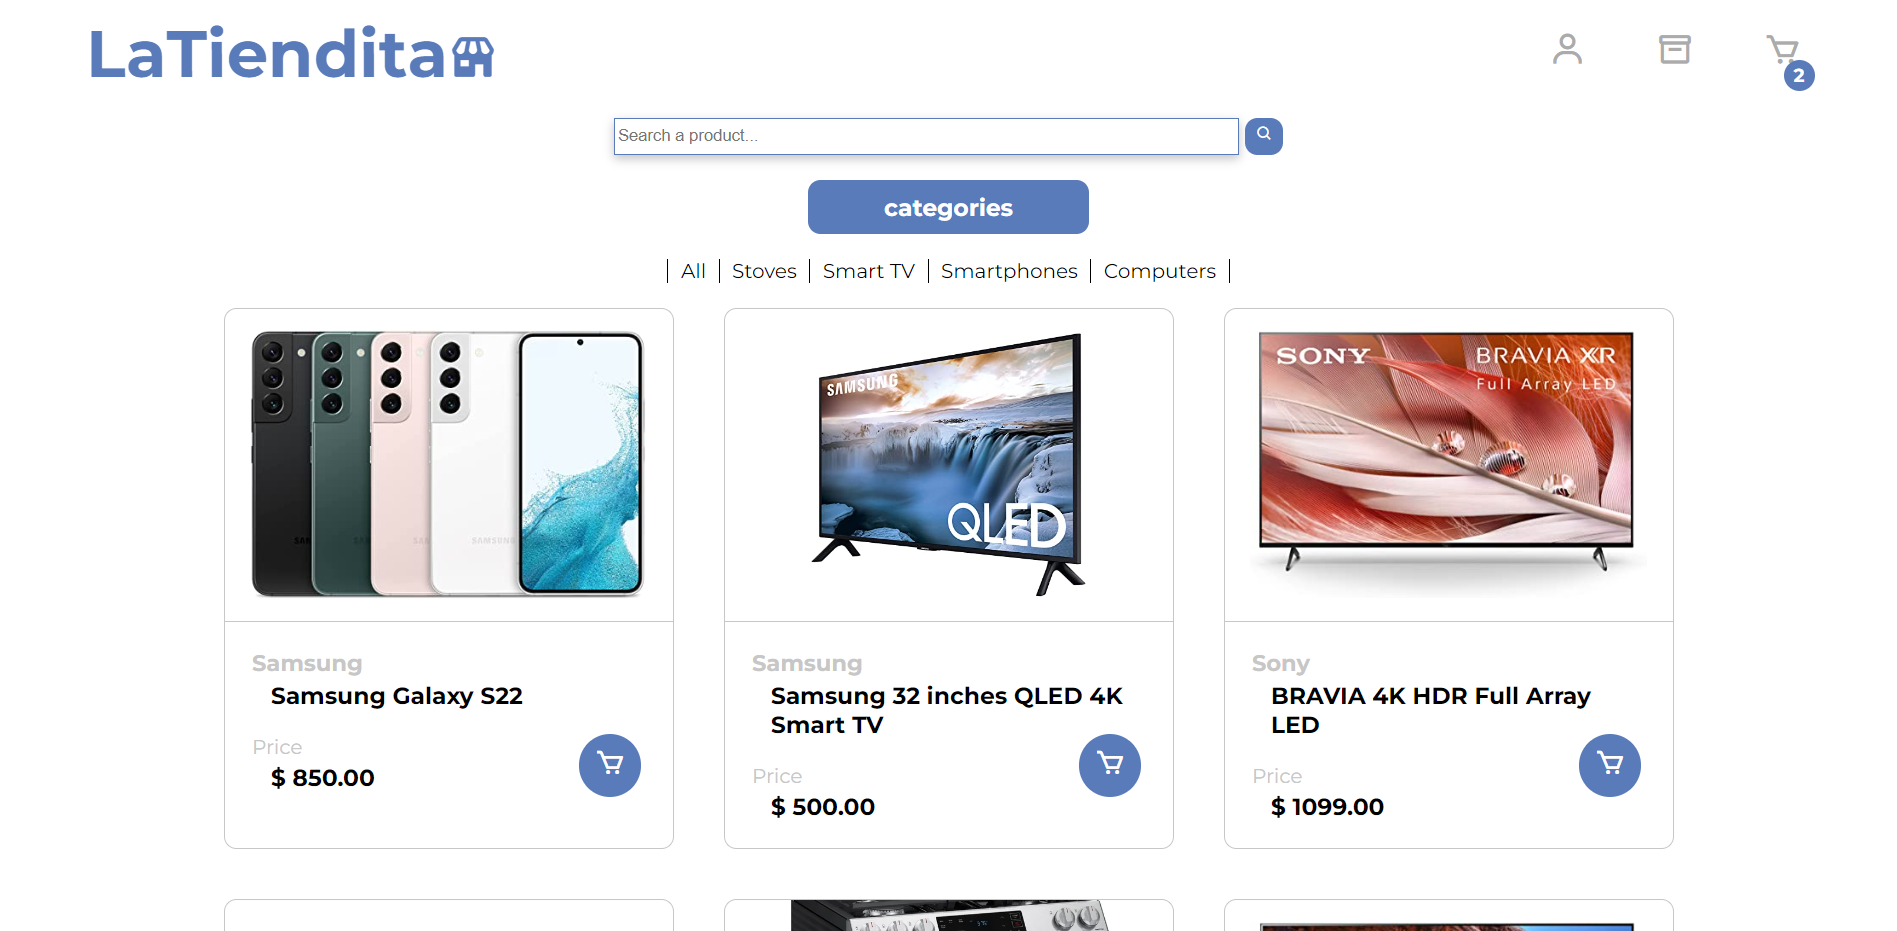 LaTiendita
2
Search a product...
categories
All
Stoves
Smart TV
Smartphones
Computers
SAMSUNG
SAMSUNG
QLED
SONY
BRAVIA XR
Full Array LED
Samsung
Samsung Galaxy S22
Price
$ 850.00
Samsung
Samsung 32 inches QLED 4K
Smart TV
Price
$ 500.00
Sony
BRAVIA 4K HDR Full Array
LED
Price
$ 1099.00